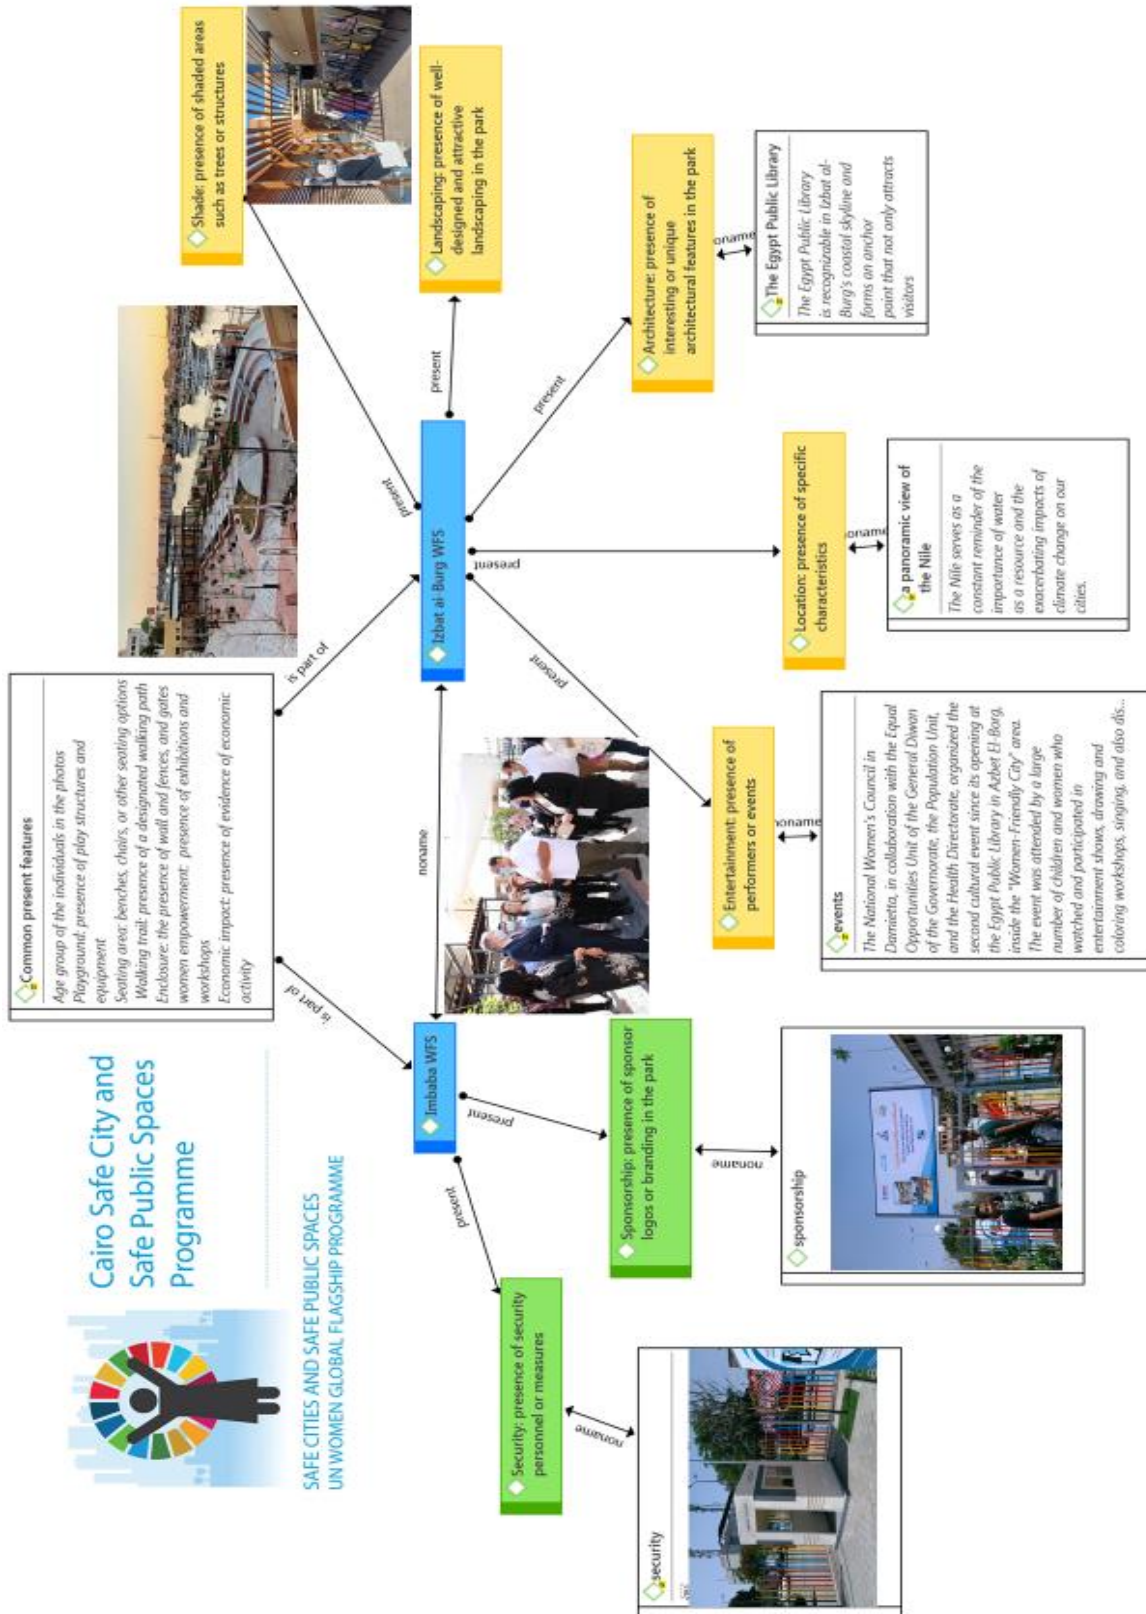 Cairo Safe City and
Safe Public Spaces
Programme
SAFE CITIES AND SAFE PUBLIC SPACES
UN WOMEN GLOBAL FLAGSHIP PROGRAMME
Common present features
Age group of the individuals in the photos
Playground: presence of play structures and
equipment
Seating area: benches, chairs, or other seating options
Walking trail: presence of a designated walking path
Enclosure: the presence of wall and fences, and gates
women empowerment: presence of exhibitions and
workshops
Economic impact: presence of evidence of economic
activity
is part of
is part of
Imbaba WFS
noname
Izbat al-Burg WFS
present
present
present
present
present
present
present
Shade: presence of shaded areas
such as trees or structures
Landscaping: presence of well-
designed and attractive
landscaping in the park
Architecture: presence of
interesting or unique
architectural features in the park
noname
The Egypt Public Library
The Egypt Public Library
is recognizable in Izbat al-
Burg's coastal skyline and
forms an anchor
point that not only attracts
visitors
Location: presence of specific
characteristics
noname
a panoramic view of
the Nile
The Nile serves as a
constant reminder of the
importance of water
as a resource and the
exacerbating impacts of
climate change on our
cities.
Entertainment: presence of
performers or events
noname
events
The National Women's Council in
Damietta, in collaboration with the Equal
Opportunities Unit of the General Diwan
of the Governorate, the Population Unit,
and the Health Directorate, organized the
second cultural event since its opening at
the Egypt Public Library in Azbet El-Borg,
inside the "Women-Friendly City" area.
The event was attended by a large
number of children and women who
watched and participated in
entertainment shows, drawing and
coloring workshops, singing, and also dis...
Sponsorship: presence of sponsor
logos or branding in the park
noname
sponsorship
Security: presence of security
personnel or measures
noname
security